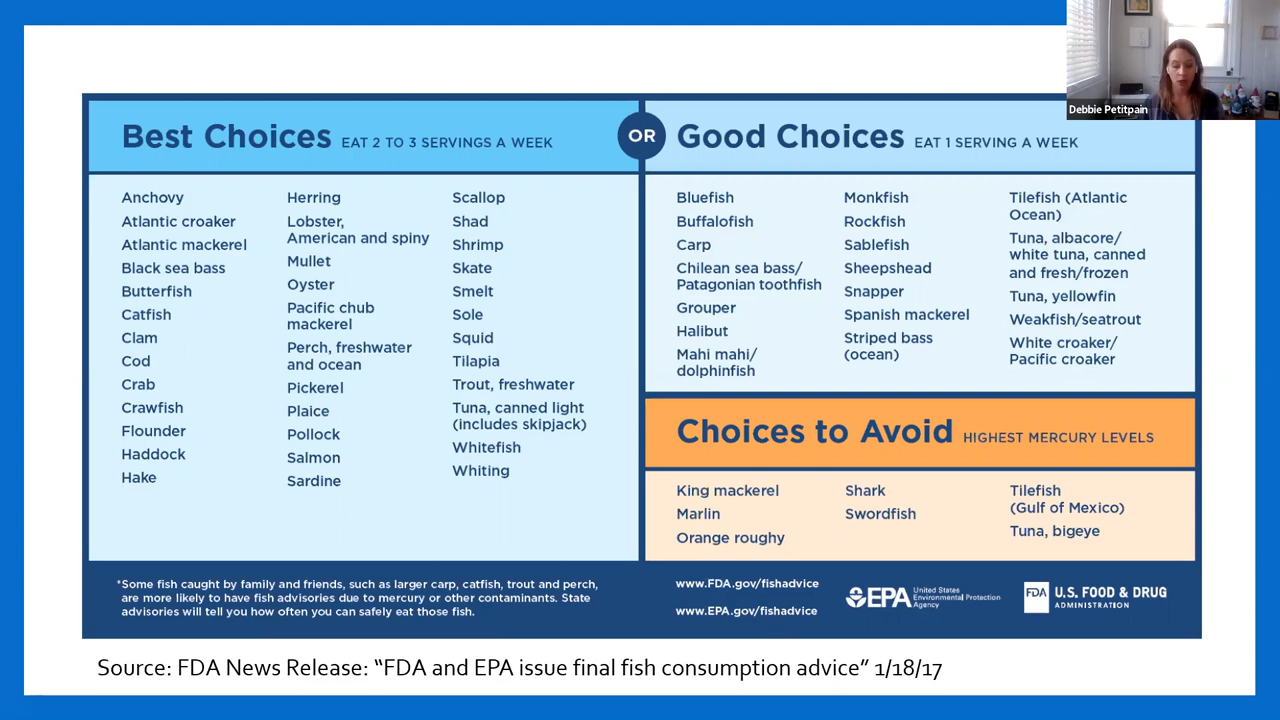 Debbie Petitpain
Best Choices EAT 2 TO 3 SERVINGS A WEEK
OR
Good Choices EAT 1 SERVING A WEEK
Anchovy
Atlantic croaker
Atlantic mackerel
Black sea bass
Butterfish
Catfish
Clam
Cod
Crab
Crawfish
Flounder
Haddock
Hake
Herring
Lobster,
American and spiny
Mullet
Oyster
Pacific chub
mackerel
Perch, freshwater
and ocean
Pickerel
Plaice
Pollock
Salmon
Sardine
Scallop
Shad
Shrimp
Skate
Smelt
Sole
Squid
Tilapia
Trout, freshwater
Tuna, canned light
(includes skipjack)
Whitefish
Whiting
Bluefish
Buffalofish
Carp
Chilean sea bass/
Patagonian toothfish
Grouper
Halibut
Mahi mahi/
dolphinfish
Monkfish
Rockfish
Sablefish
Sheepshead
Snapper
Spanish mackerel
Striped bass
(ocean)
Tilefish (Atlantic
Ocean)
Tuna, albacore/
white tuna, canned
and fresh/frozen
Tuna, yellowfin
Weakfish/seatrout
White croaker/
Pacific croaker
Choices to Avoid HIGHEST MERCURY LEVELS
King mackerel
Marlin
Orange roughy
Shark
Swordfish
Tilefish
(Gulf of Mexico)
Tuna, bigeye
*Some fish caught by family and friends, such as larger carp, catfish, trout and perch,
are more likely to have fish advisories due to mercury or other contaminants. State
advisories will tell you how often you can safely eat those fish.
www.FDA.gov/fishadvice
www.EPA.gov/fishadvice
EPA United States
Environmental Protection
Agency
FDA U.S. FOOD & DRUG
ADMINISTRATION
Source: FDA News Release: “FDA and EPA issue final fish consumption advice” 1/18/17